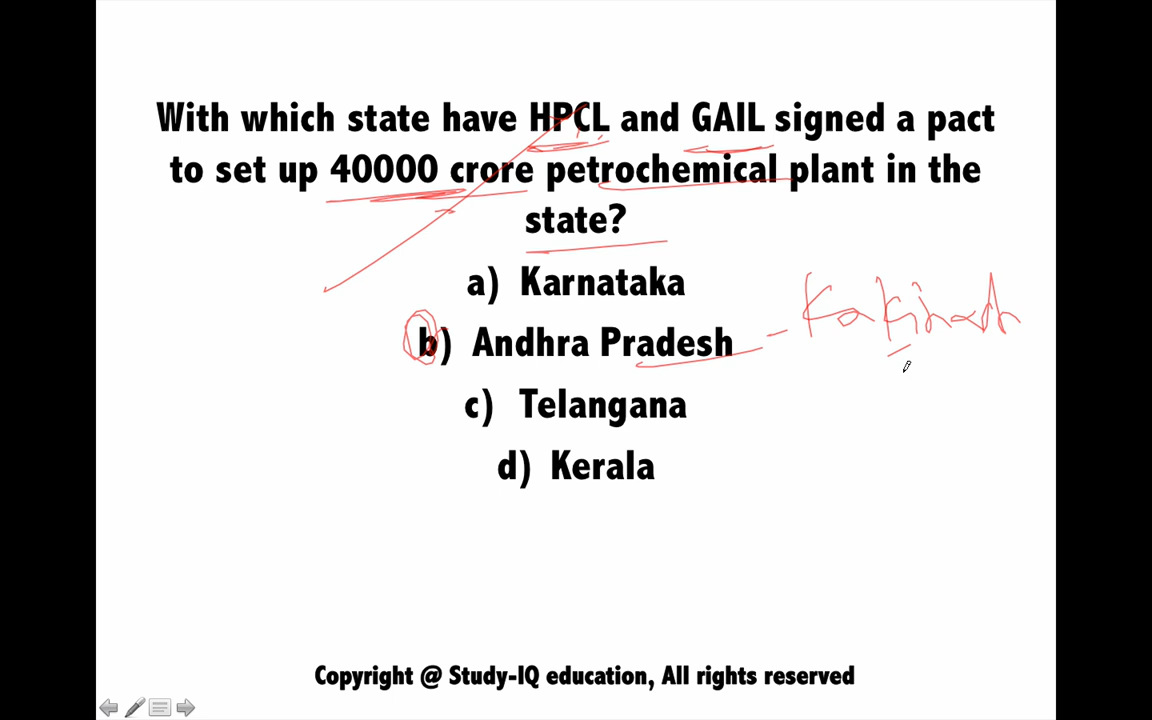 With which state have HPCL and GAIL signed a pact
to set up 40000 crore petrochemical plant in the
state?
a) Karnataka
b) Andhra Pradesh - Kakinada
c) Telangana
d) Kerala
Copyright @ Study-IQ education, All rights reserved